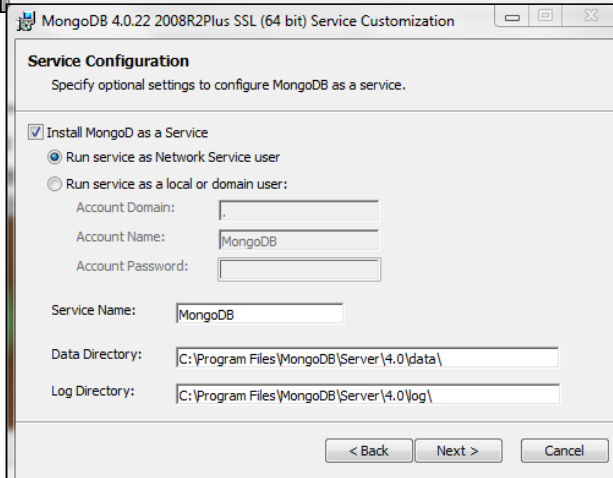 MongoDB 4.0.22 2008R2Plus SSL (64 bit) Service Customization
Service Configuration
Specify optional settings to configure MongoDB as a service.
Install MongoD as a Service
Run service as Network Service user
Run service as a local or domain user:
Account Domain: .
Account Name: MongoDB
Account Password:
Service Name: MongoDB
Data Directory: C:\Program Files\MongoDB\Server\4.0\data\
Log Directory: C:\Program Files\MongoDB\Server\4.0\log\
< Back Next > Cancel